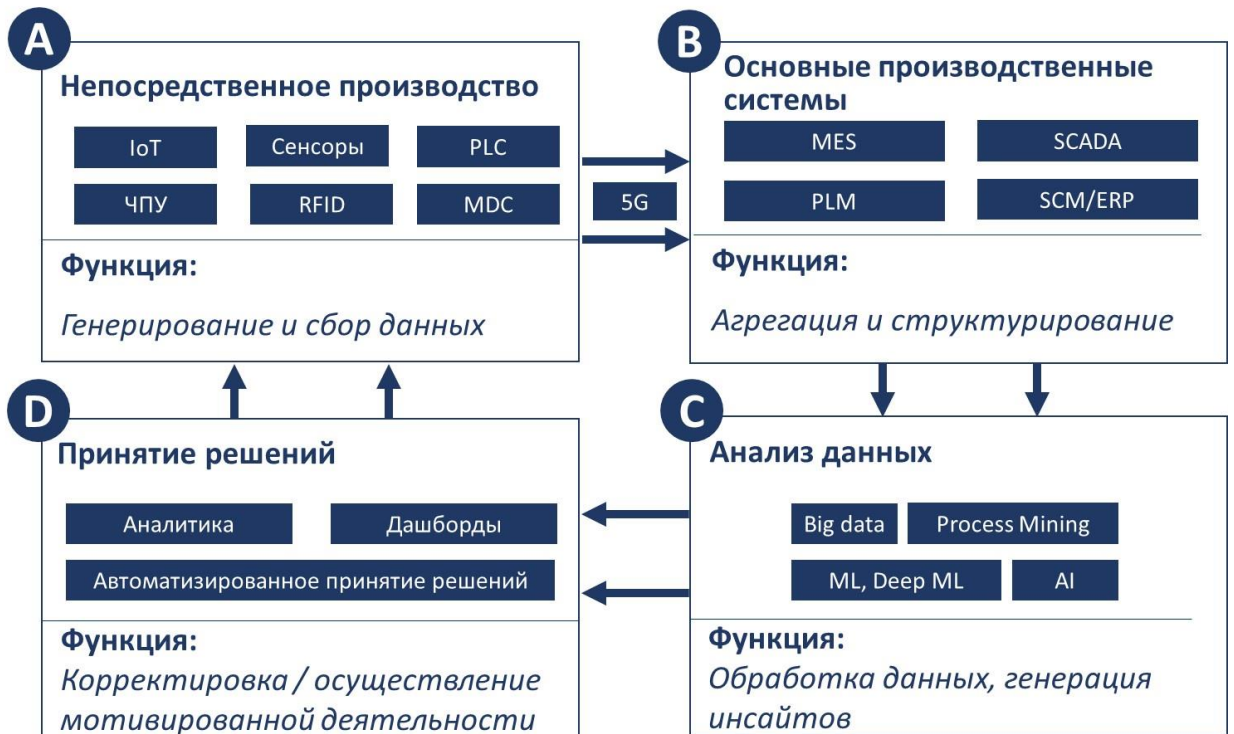 A
Непосредственное производство
IoT
Сенсоры
PLC
ЧПУ
RFID
MDC
Функция:
Генерирование и сбор данных
5G
B
Основные производственные
системы
MES
SCADA
PLM
SCM/ERP
Функция:
Агрегация и структурирование
D
Принятие решений
Аналитика
Дашборды
Автоматизированное принятие решений
Функция:
Корректировка / осуществление
мотивированной деятельности
C
Анализ данных
Big data
Process Mining
ML, Deep ML
AI
Функция:
Обработка данных, генерация
инсайтов